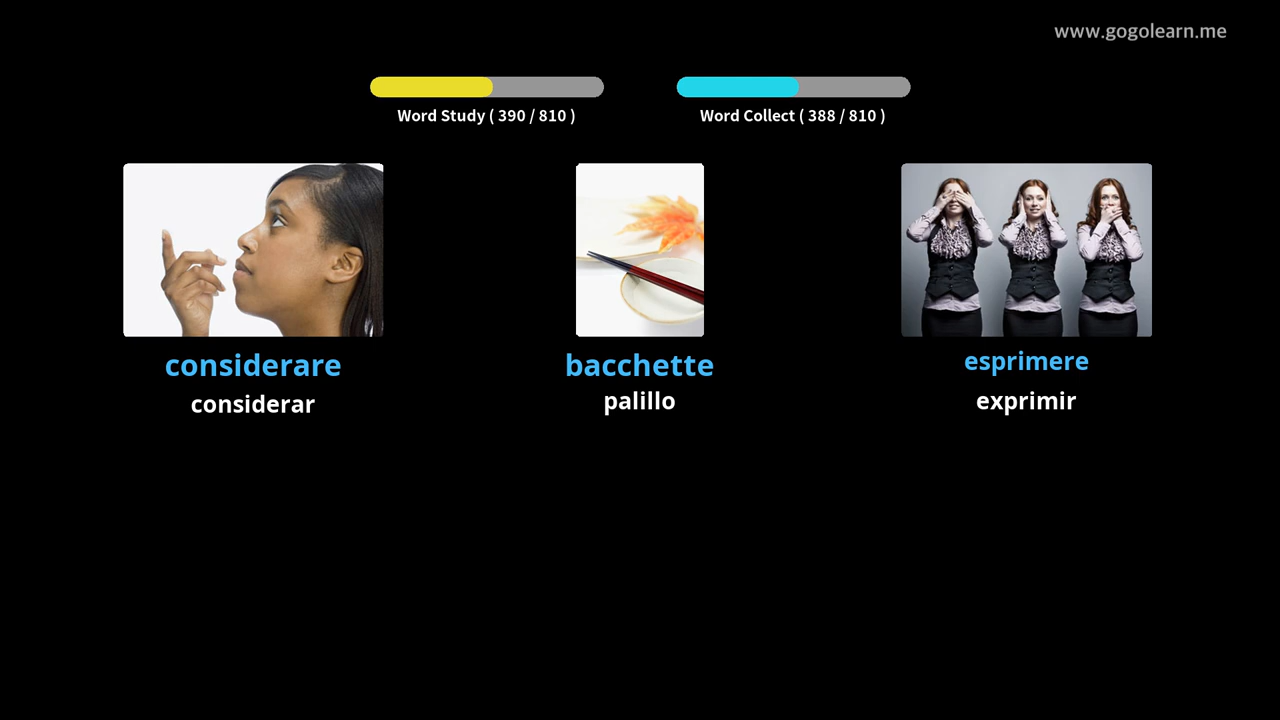 www.gogolearn.me
Word Study ( 390 / 810 )
Word Collect ( 388 / 810 )
considerare
considerar
bacchette
palillo
esprimere
exprimir